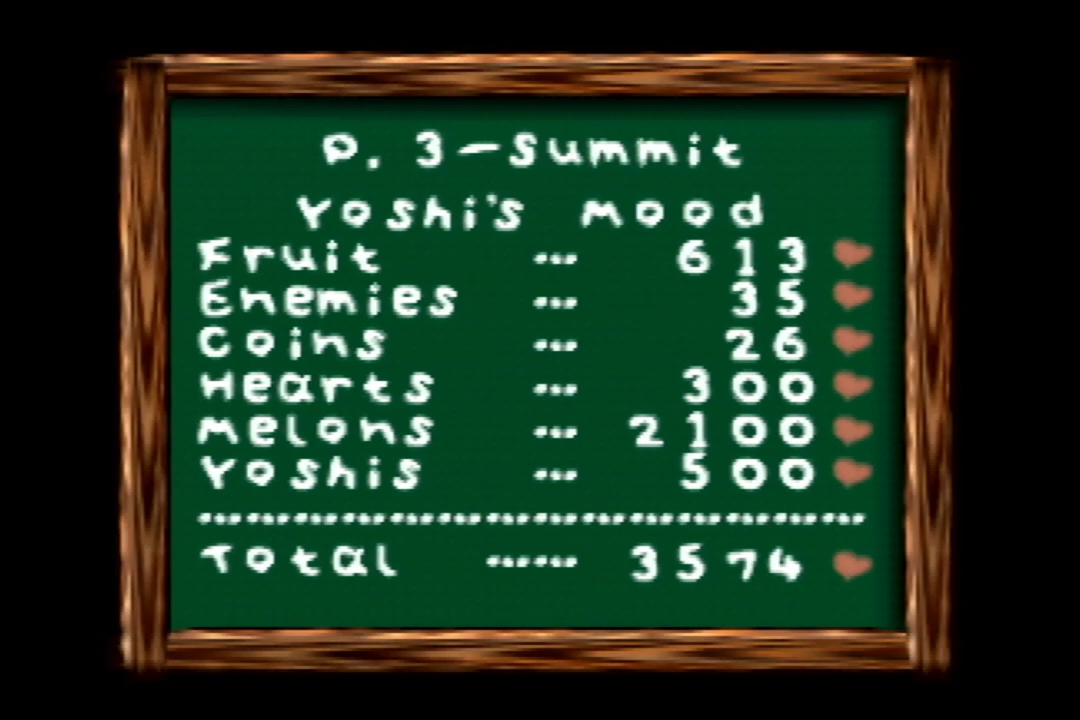 P. 3-Summit
Yoshi's Mood
Fruit ... 613
Enemies ... 35
Coins ... 26
Hearts ... 300
Melons ... 2100
Yoshis ... 500
Total ...... 3574